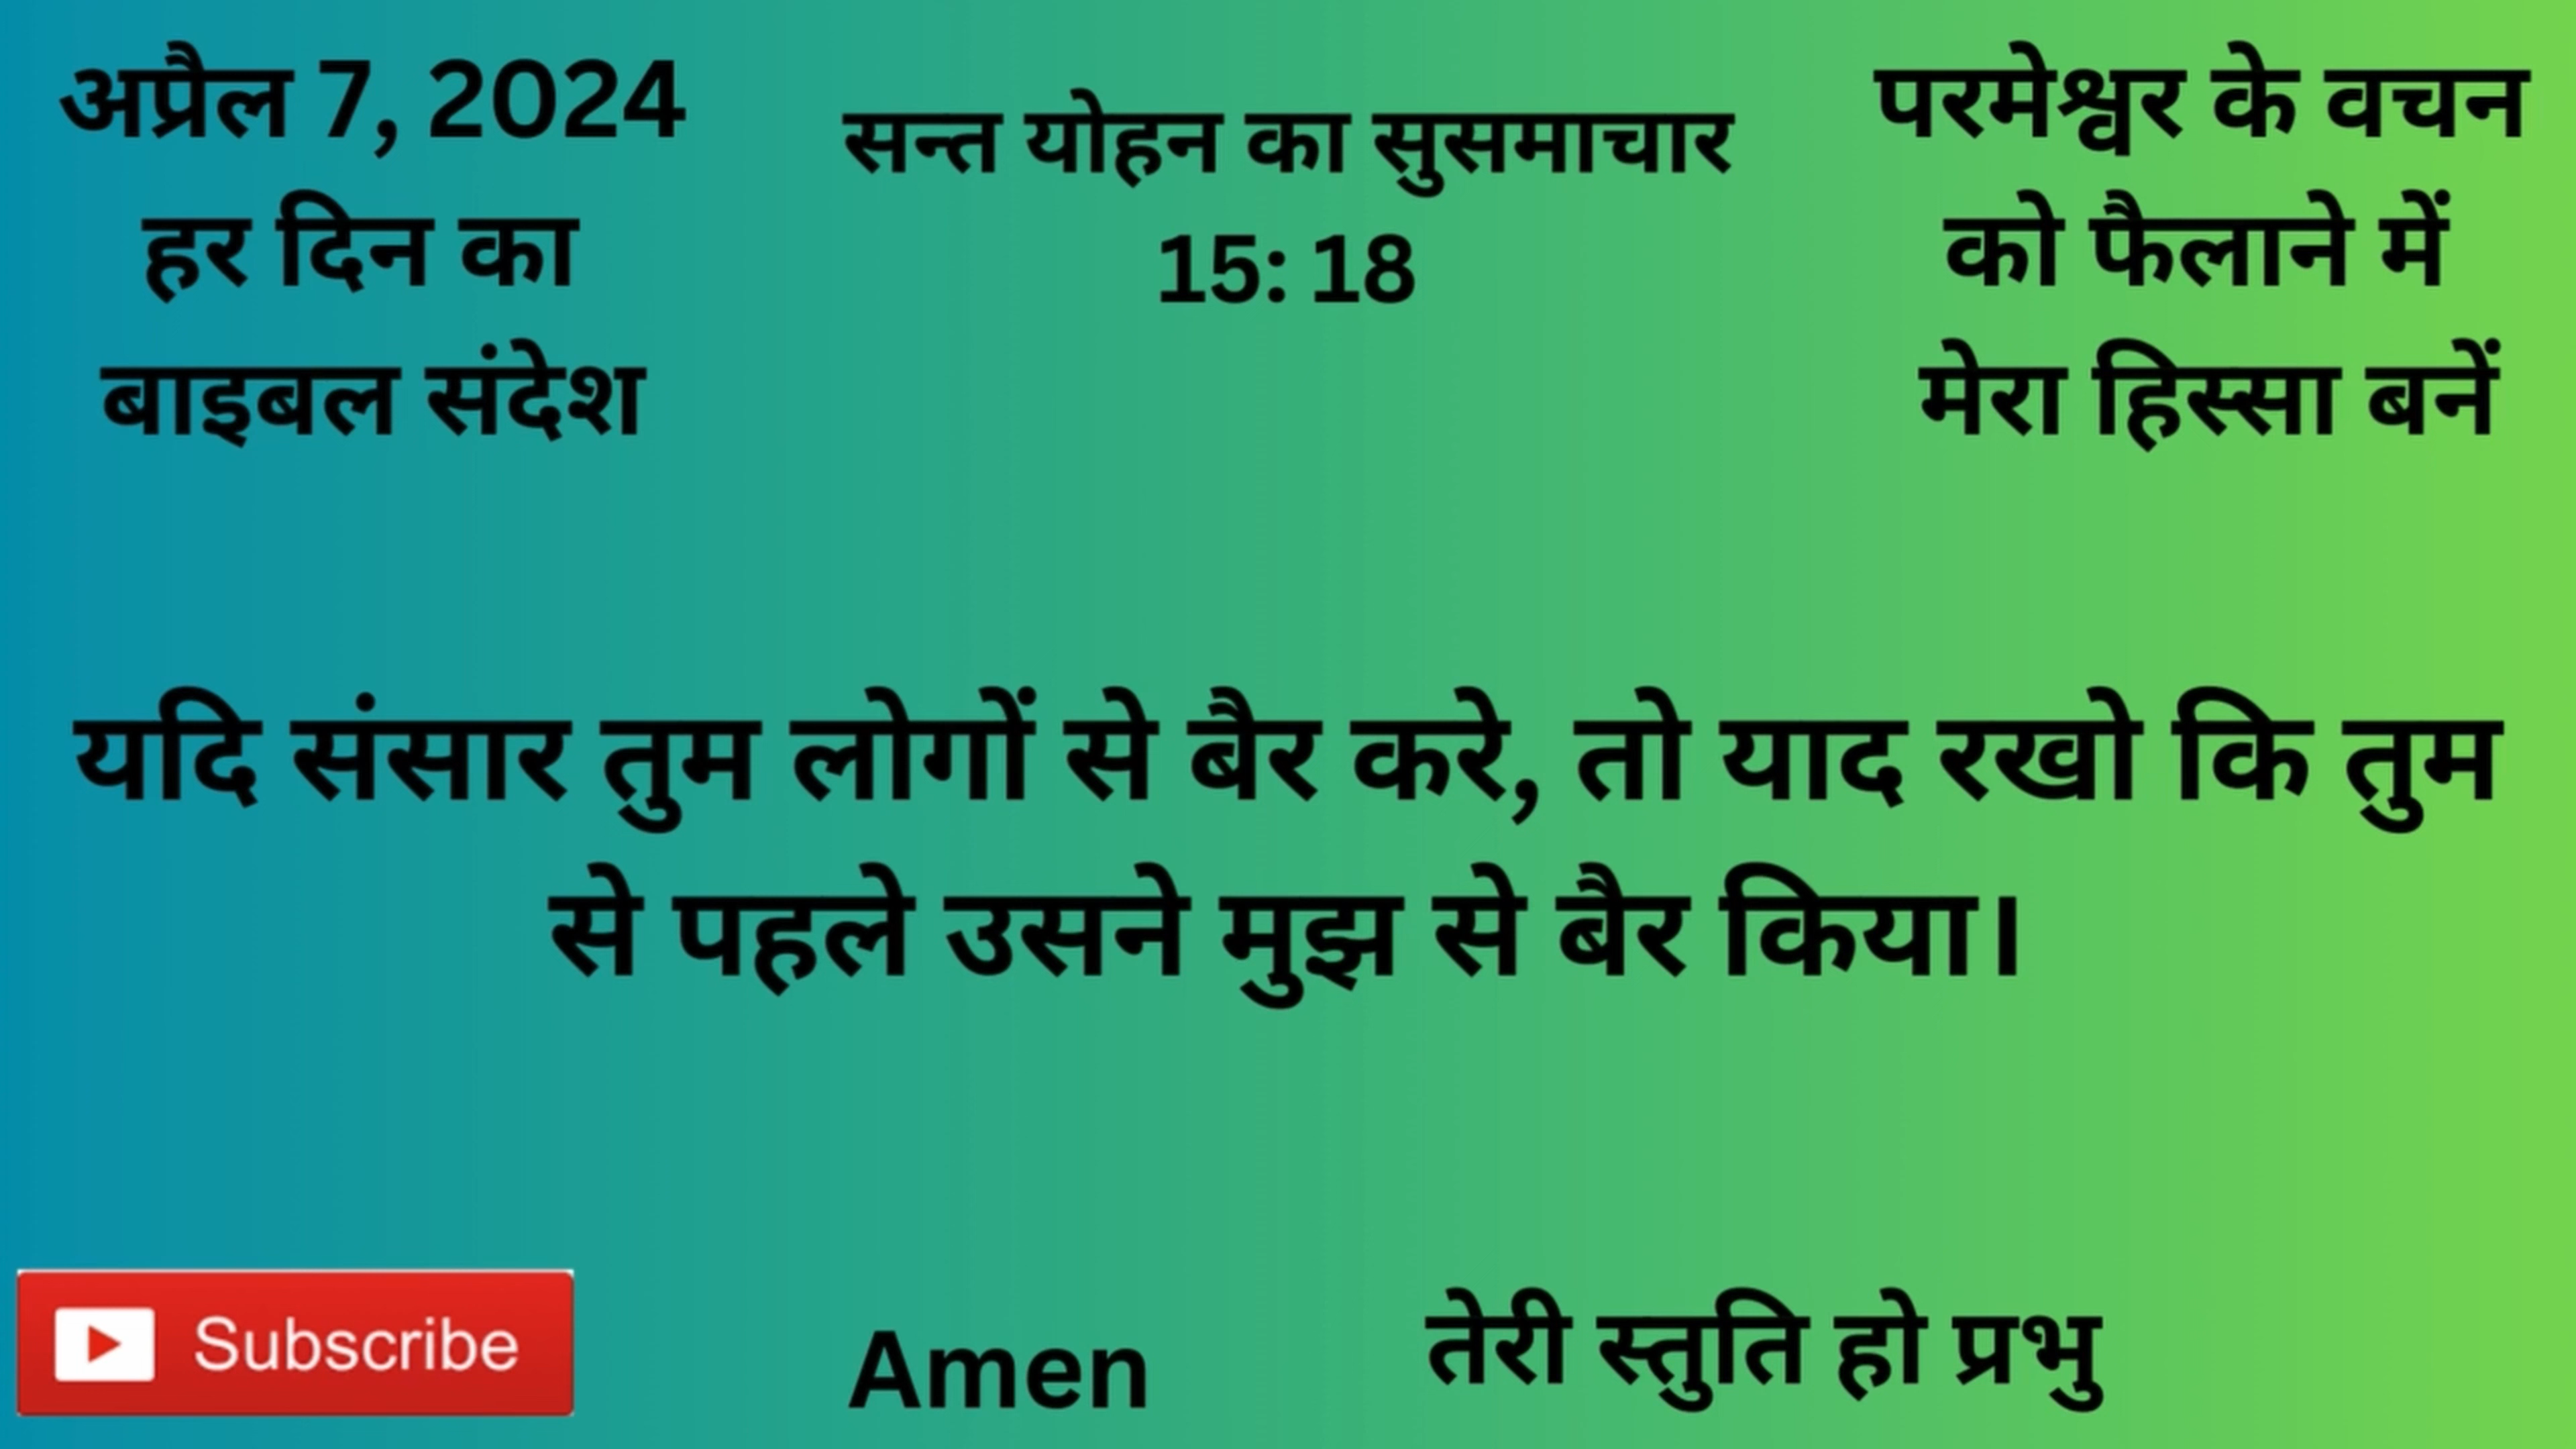 अप्रैल 7, 2024
हर दिन का
बाइबल संदेश
सन्त योहन का सुसमाचार
15: 18
परमेश्वर के वचन
को फैलाने में
मेरा हिस्सा बनें
यदि संसार तुम लोगों से बैर करे, तो याद रखो कि तुम
से पहले उसने मुझ से बैर किया।
Subscribe
Amen
तेरी स्तुति हो प्रभु